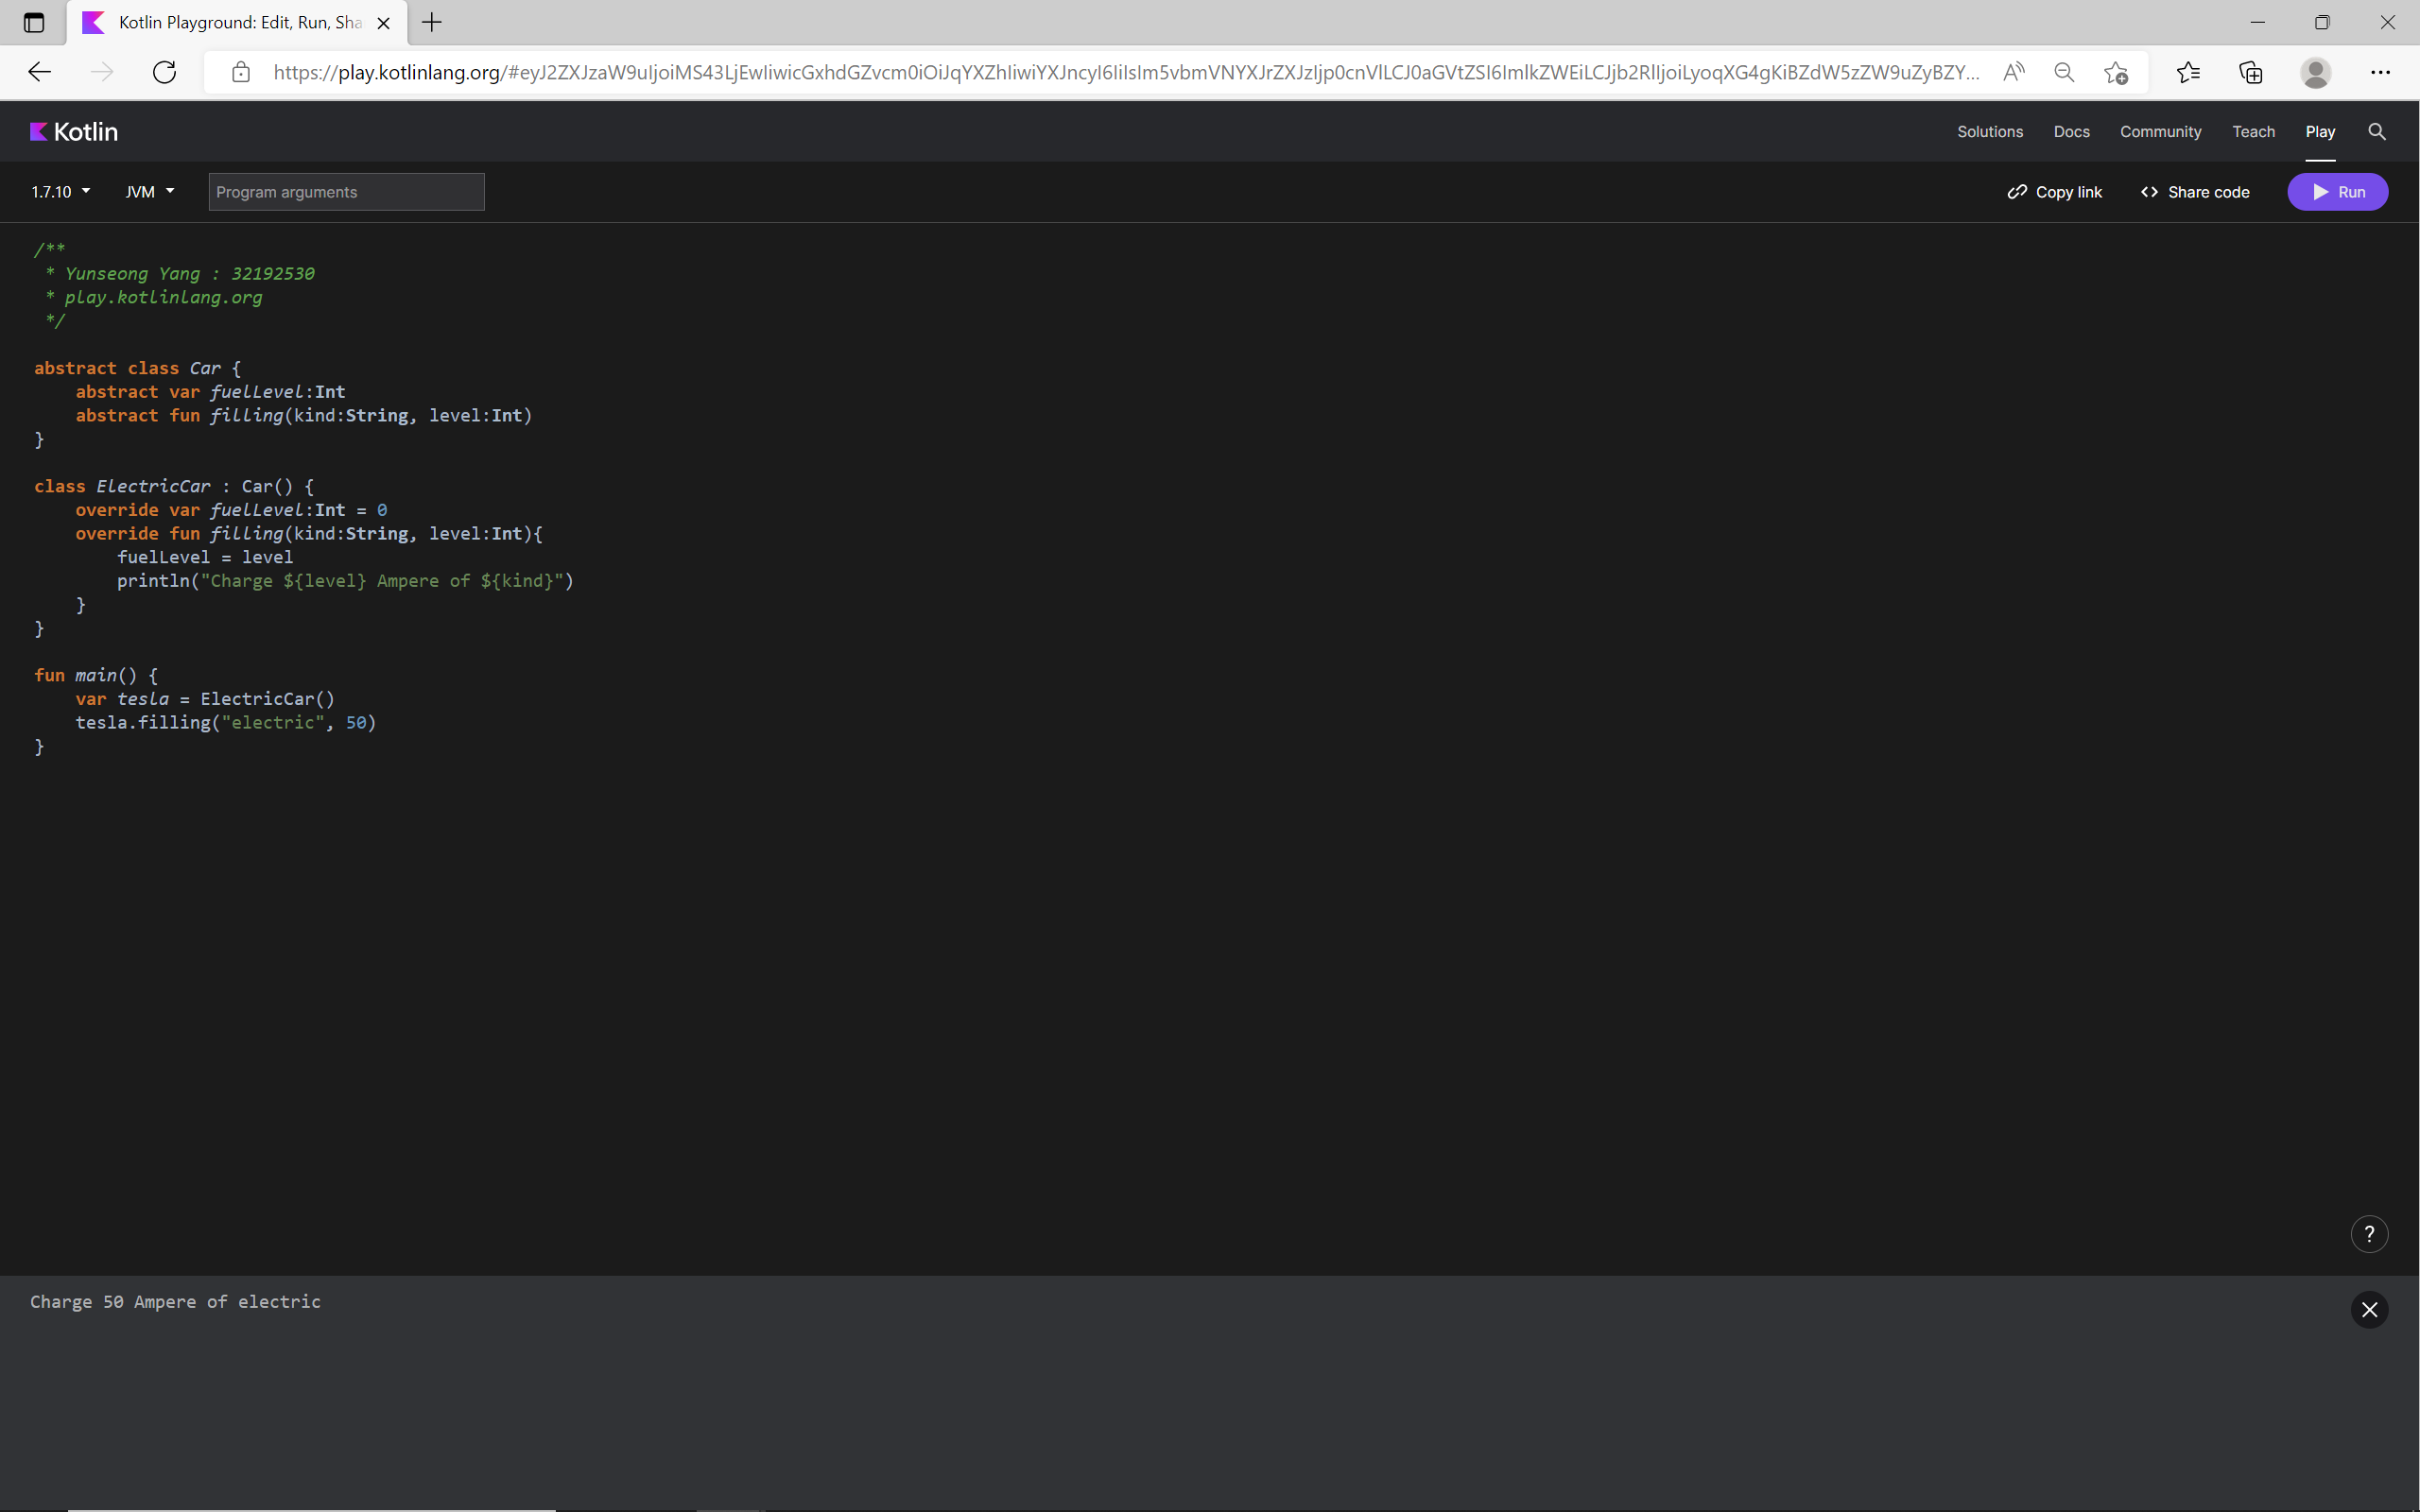 Kotlin Playground: Edit, Run, Sha
https://play.kotlinlang.org/
Kotlin
Solutions Docs Community Teach Play
1.7.10 JVM Program arguments Copy link Share code Run
/**
 * Yunseong Yang : 32192530
 * play.kotlinlang.org
 */
abstract class Car {
    abstract var fuelLevel:Int
    abstract fun filling(kind:String, level:Int)
}
class ElectricCar : Car() {
    override var fuelLevel:Int = 0
    override fun filling(kind:String, level:Int){
        fuelLevel = level
        println("Charge ${level} Ampere of ${kind}")
    }
}
fun main() {
    var tesla = ElectricCar()
    tesla.filling("electric", 50)
}
?
Charge 50 Ampere of electric